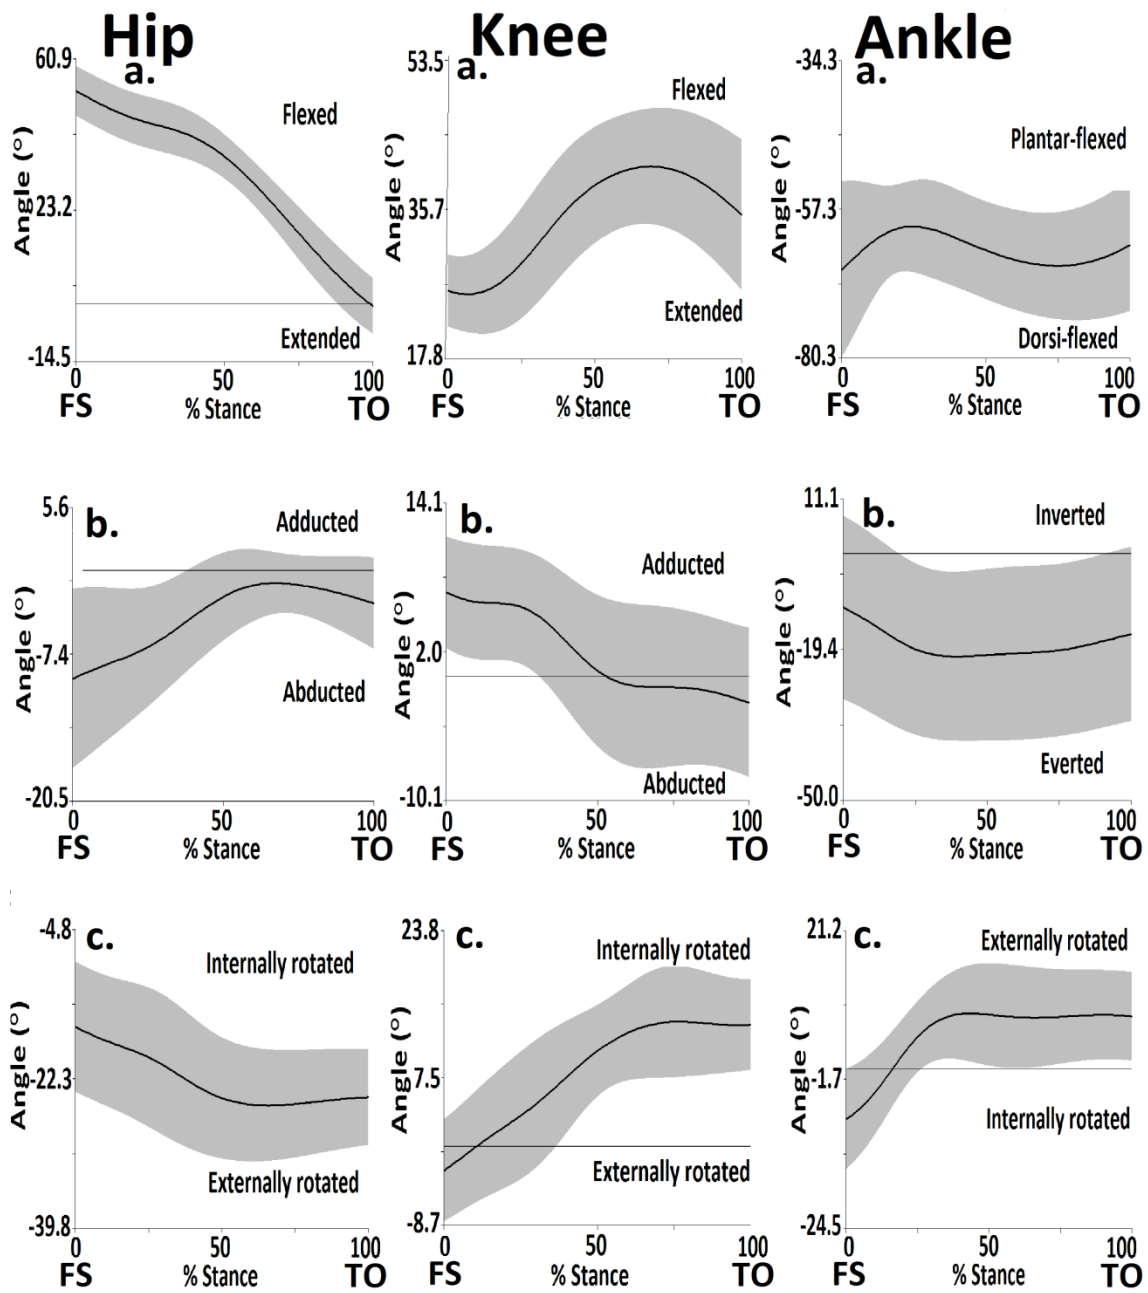 Hip Knee Ankle
60.9 a. Flexed
Angle (°)
23.2
Extended
-14.5
0 50 100
FS % Stance TO
53.5 a. Flexed
Angle (°)
35.7
Extended
17.8
0 50 100
FS % Stance TO
-34.3 a.
Plantar-flexed
Angle (°)
-57.3
Dorsi-flexed
-80.3
0 50 100
FS % Stance TO
5.6 b. Adducted
Angle (°)
-7.4
Abducted
-20.5
0 50 100
FS % Stance TO
14.1 b.
Adducted
Angle (°)
2.0
Abducted
-10.1
0 50 100
FS % Stance TO
11.1 b. Inverted
Angle (°)
-19.4
Everted
-50.0
0 50 100
FS % Stance TO
-4.8 c.
Internally rotated
Angle (°)
-22.3
Externally rotated
-39.8
0 50 100
FS % Stance TO
23.8 c. Internally rotated
Angle (°)
7.5
Externally rotated
-8.7
0 50 100
FS % Stance TO
21.2 c. Externally rotated
Angle (°)
-1.7
Internally rotated
-24.5
0 50 100
FS % Stance TO